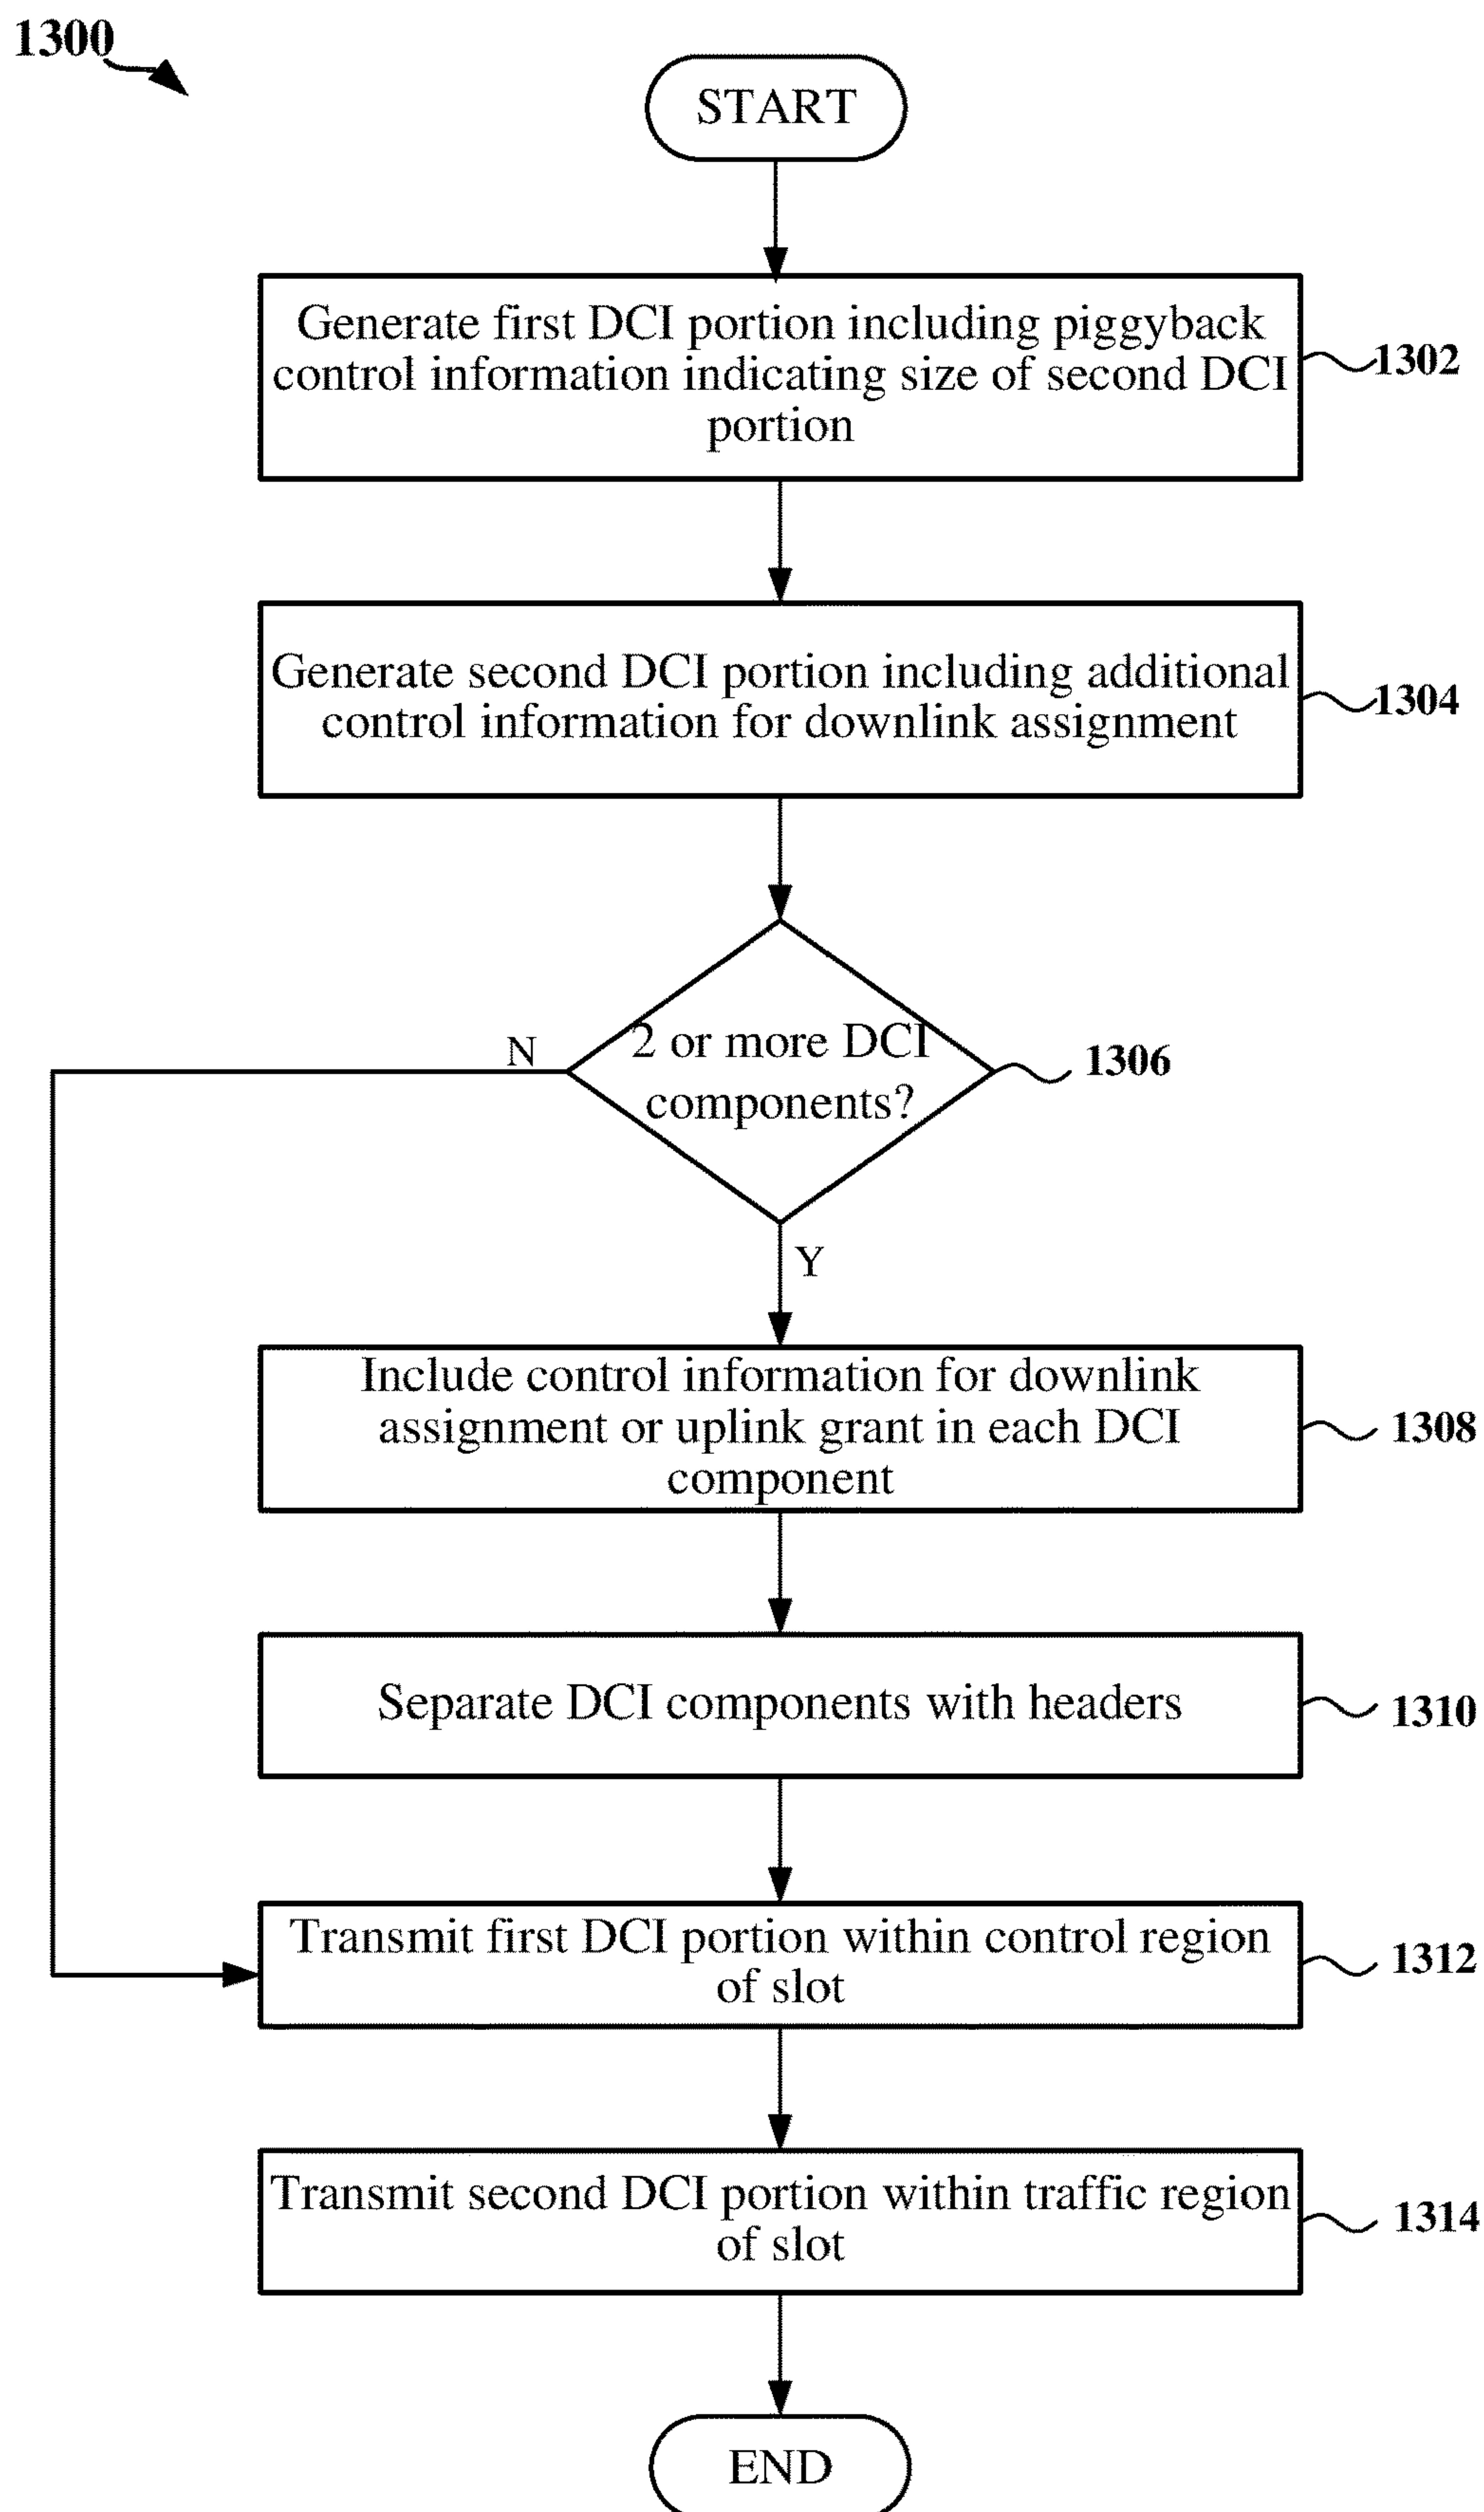 1300
START
Generate first DCI portion including piggyback
control information indicating size of second DCI
portion
1302
Generate second DCI portion including additional
control information for downlink assignment
1304
2 or more DCI
components?
1306
N
Y
Include control information for downlink
assignment or uplink grant in each DCI
component
1308
Separate DCI components with headers
1310
Transmit first DCI portion within control region
of slot
1312
Transmit second DCI portion within traffic region
of slot
1314
END